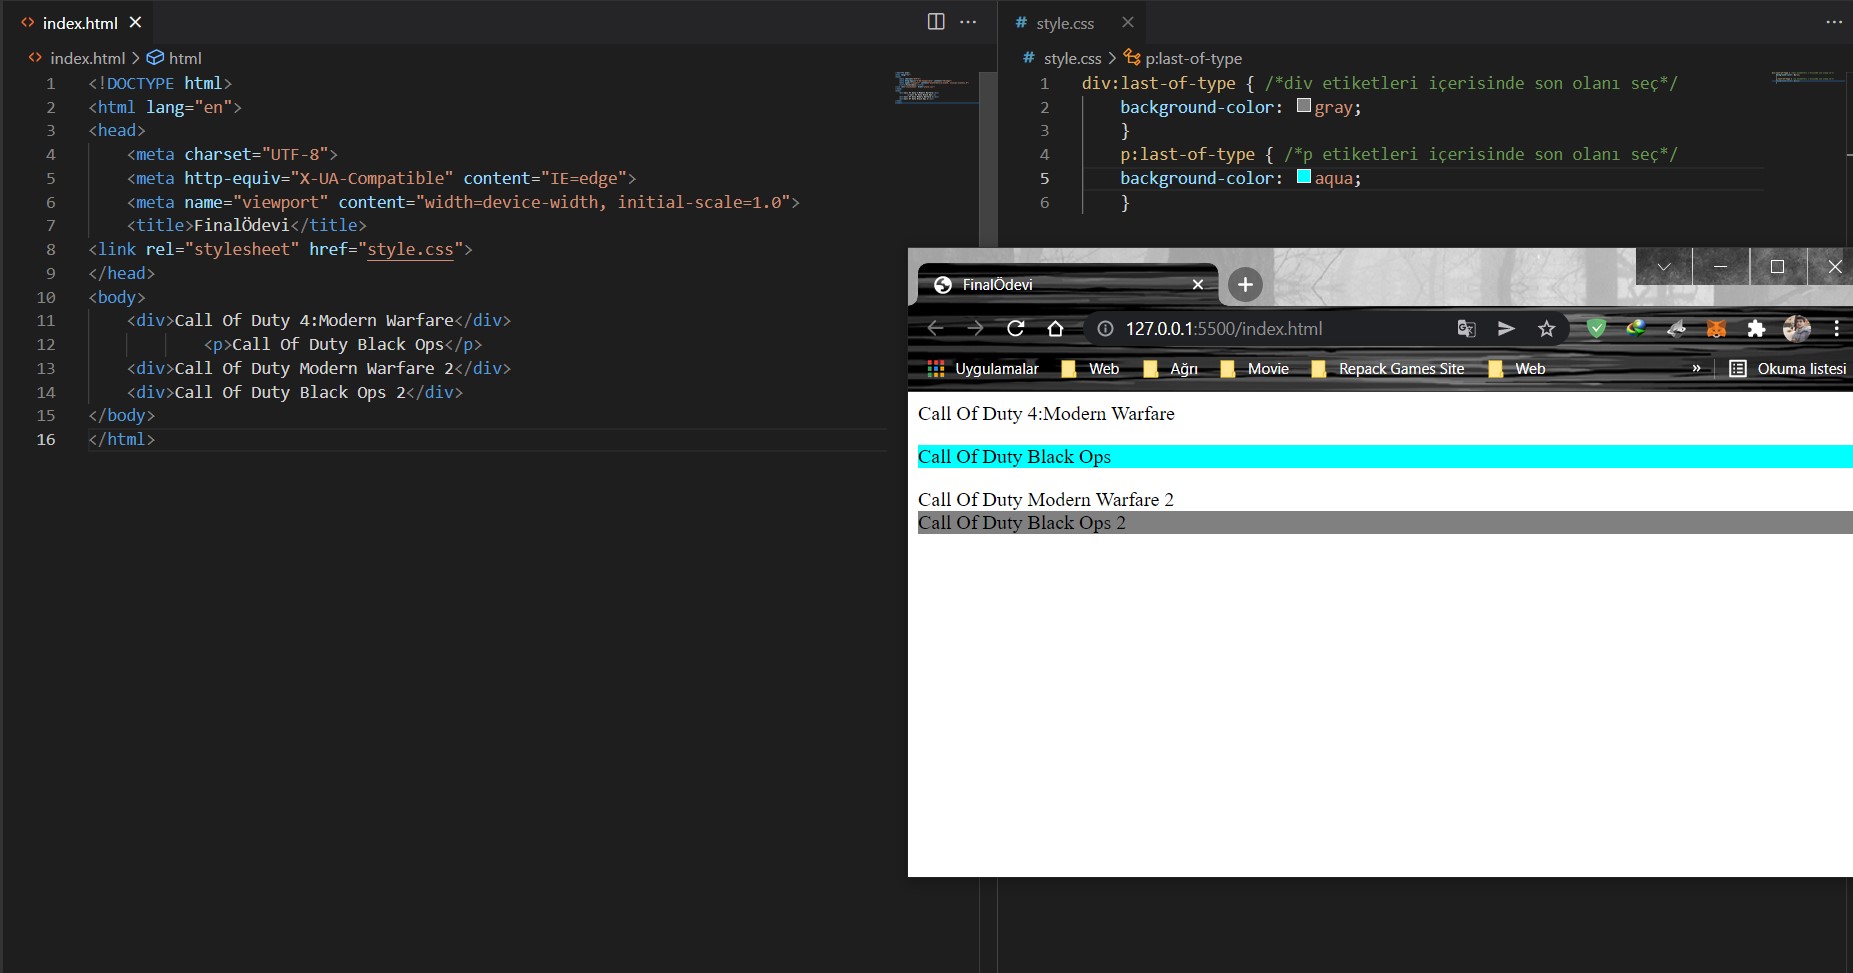 index.html
index.html > html
1 <!DOCTYPE html>
2 <html lang="en">
3 <head>
4 <meta charset="UTF-8">
5 <meta http-equiv="X-UA-Compatible" content="IE=edge">
6 <meta name="viewport" content="width=device-width, initial-scale=1.0">
7 <title>FinalÖdevi</title>
8 <link rel="stylesheet" href="style.css">
9 </head>
10 <body>
11 <div>Call Of Duty 4:Modern Warfare</div>
12 <p>Call Of Duty Black Ops</p>
13 <div>Call Of Duty Modern Warfare 2</div>
14 <div>Call Of Duty Black Ops 2</div>
15 </body>
16 </html>
# style.css
# style.css > p:last-of-type
1 div:last-of-type { /*div etiketleri içerisinde son olanı seç*/
2 background-color: gray;
3 }
4 p:last-of-type { /*p etiketleri içerisinde son olanı seç*/
5 background-color: aqua;
6 }
FinalÖdevi
127.0.0.1:5500/index.html
Uygulamalar Web Ağrı Movie Repack Games Site Web » Okuma listesi
Call Of Duty 4:Modern Warfare
Call Of Duty Black Ops
Call Of Duty Modern Warfare 2
Call Of Duty Black Ops 2